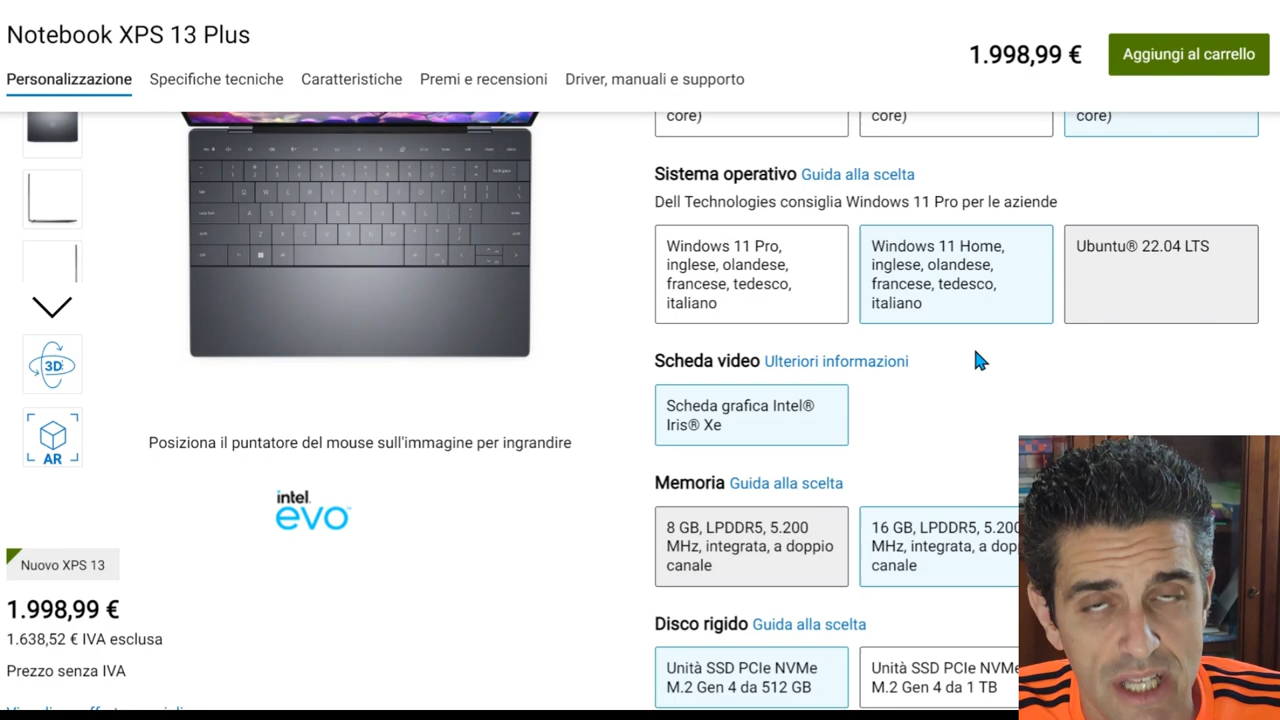 Notebook XPS 13 Plus
1.998,99 €
Aggiungi al carrello
Personalizzazione
Specifiche tecniche
Caratteristiche
Premi e recensioni
Driver, manuali e supporto
core)
core)
core)
Sistema operativo Guida alla scelta
Dell Technologies consiglia Windows 11 Pro per le aziende
Windows 11 Pro,
inglese, olandese,
francese, tedesco,
italiano
Windows 11 Home,
inglese, olandese,
francese, tedesco,
italiano
Ubuntu® 22.04 LTS
Scheda video Ulteriori informazioni
Scheda grafica Intel®
Iris® Xe
Memoria Guida alla scelta
8 GB, LPDDR5, 5.200
MHz, integrata, a doppio
canale
16 GB, LPDDR5, 5.200
MHz, integrata, a dop
canale
Disco rigido Guida alla scelta
Unità SSD PCIe NVMe
M.2 Gen 4 da 512 GB
Unità SSD PCIe NVMe
M.2 Gen 4 da 1 TB
3D
AR
Posiziona il puntatore del mouse sull'immagine per ingrandire
intel
evo
Nuovo XPS 13
1.998,99 €
1.638,52 € IVA esclusa
Prezzo senza IVA